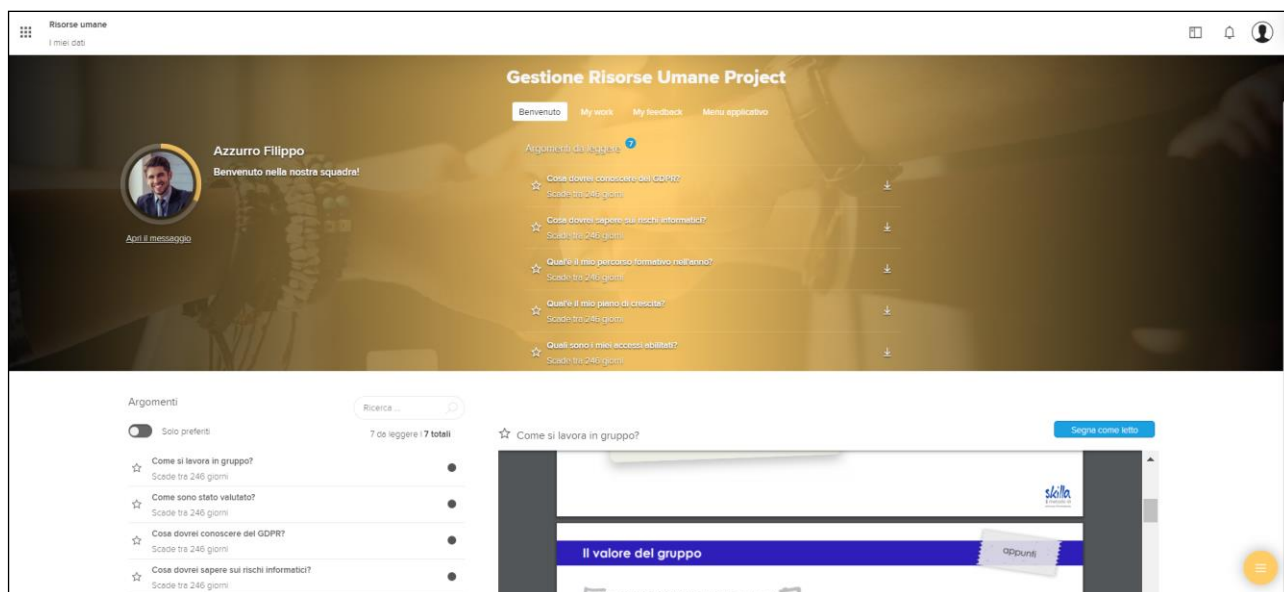 Risorse umane
I miei dati
Gestione Risorse Umane Project
Benvenuto My work My feedback Menu applicativo
Azzurro Filippo
Benvenuto nella nostra squadra!
Apri il messaggio
Argomenti da leggere 7
Cosa dovrei conoscere del GDPR?
Scade tra 246 giorni
Cosa dovrei sapere sui rischi informatici?
Scade tra 246 giorni
Qual'è il mio percorso formativo nell'anno?
Scade tra 246 giorni
Qual'è il mio piano di crescita?
Scade tra 246 giorni
Quali sono i miei accessi abilitati?
Scade tra 246 giorni
Argomenti
Ricerca ...
Solo preferiti
7 da leggere | 7 totali
Come si lavora in gruppo?
Scade tra 246 giorni
Come sono stato valutato?
Scade tra 246 giorni
Cosa dovrei conoscere del GDPR?
Scade tra 246 giorni
Cosa dovrei sapere sui rischi informatici?
Scade tra 246 giorni
Come si lavora in gruppo?
Segna come letto
skilla
Il valore del gruppo
appunti